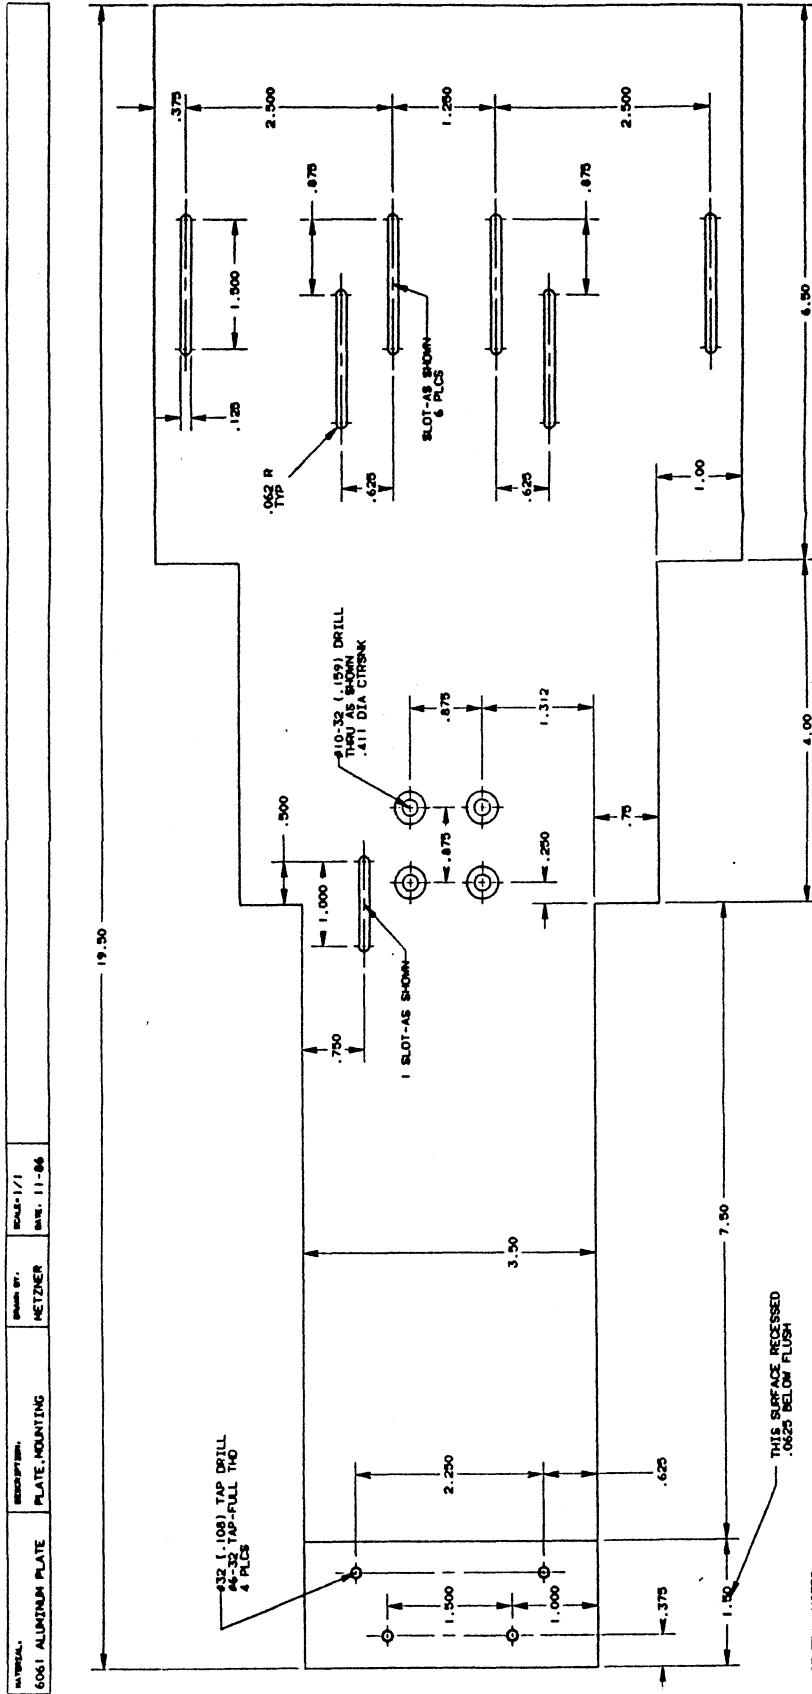 MATERIAL:
6061 ALUMINUM PLATE
DESCRIPTION:
PLATE, MOUNTING
DRAWN BY:
METZNER
SCALE-1/1
DATE: 11-86
19.50
.375
2.500
1.250
2.500
.875
.875
1.500
.125
.062 R
TYP
SLOT-AS SHOWN
6 PLCS
.625
.625
1.00
6.50
#10-32 (.159) DRILL
THRU AS SHOWN
.411 DIA CTRSNK
.875
1.312
.500
1.000
.875
.250
.75
4.00
.750
1 SLOT-AS SHOWN
3.50
7.50
#32 (.108) TAP DRILL
#6-32 TAP-FULL THD
4 PLCS
2.250
.625
1.500
1.000
.375
1.50
THIS SURFACE RECESSED
.0625 BELOW FLUSH